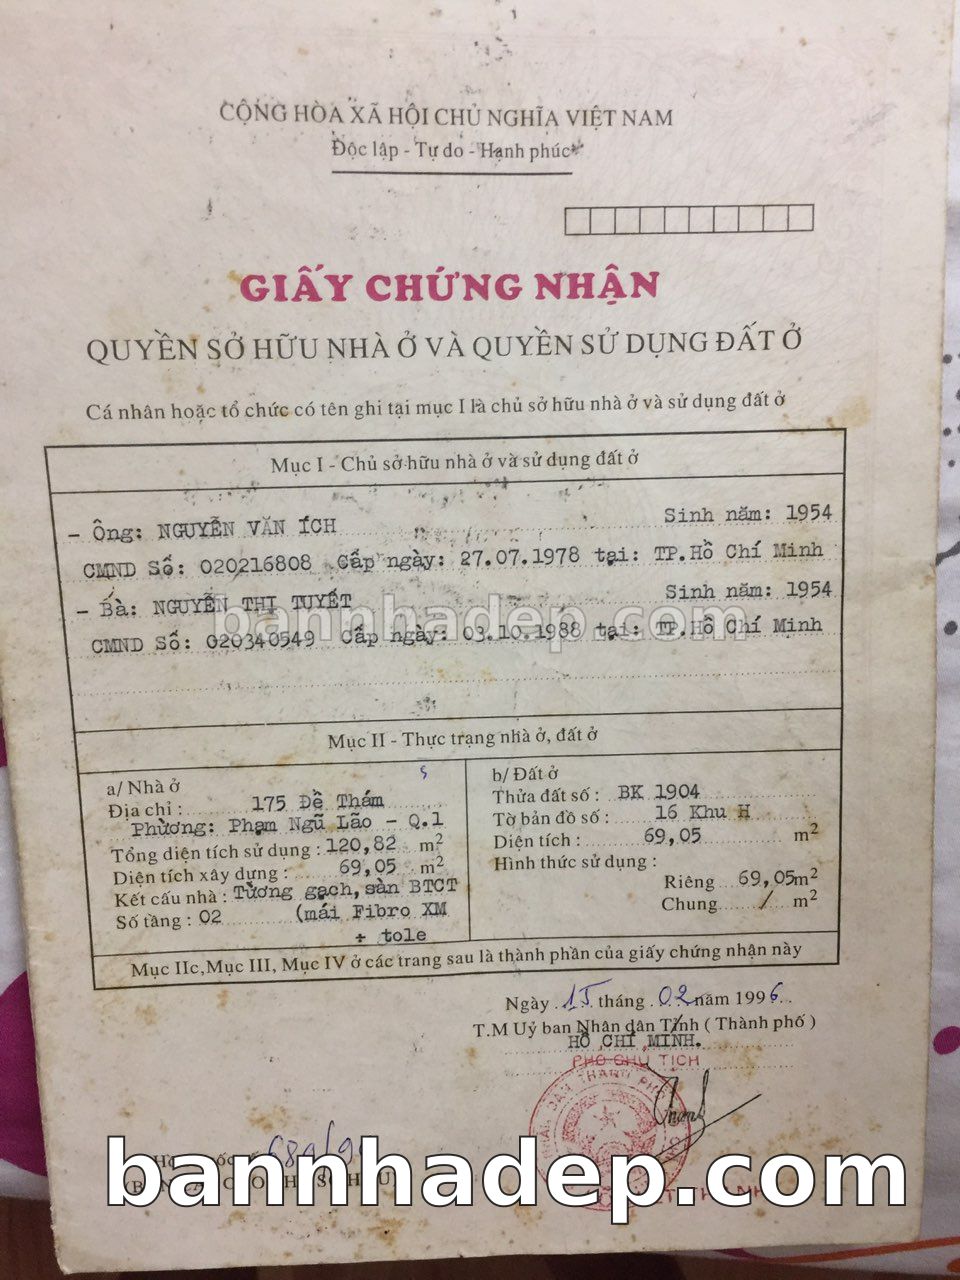 CỘNG HÒA XÃ HỘI CHỦ NGHĨA VIỆT NAM
Độc lập - Tự do - Hạnh phúc
GIẤY CHỨNG NHẬN
QUYỀN SỞ HỮU NHÀ Ở VÀ QUYỀN SỬ DỤNG ĐẤT Ở
Cá nhân hoặc tổ chức có tên ghi tại mục I là chủ sở hữu nhà ở và sử dụng đất ở
Mục I - Chủ sở hữu nhà ở và sử dụng đất ở
- Ông: NGUYỄN VĂN ÍCH Sinh năm: 1954
CMND Số: 020216808 Cấp ngày: 27.07.1978 tại: TP.Hồ Chí Minh
- Bà: NGUYỄN THỊ TUYẾT Sinh năm: 1954
bannhadep.com
CMND Số: 020340549 Cấp ngày: 03.10.1988 tại: TP.Hồ Chí Minh
Mục II - Thực trạng nhà ở, đất ở
a/ Nhà ở
Địa chỉ : 175 Đề Thám
Phường: Phạm Ngũ Lão - Q.1
Tổng diện tích sử dụng : 120,82 m2
Diện tích xây dựng : 69,05 m2
Kết cấu nhà : Tường gạch, sàn BTCT
Số tầng : 02 (mái Fibro XM
+ tole
b/ Đất ở
Thửa đất số : BK 1904
Tờ bản đồ số : 16 Khu H
Diện tích : 69,05 m2
Hình thức sử dụng :
Riêng 69,05m2
Chung / m2
Mục IIc, Mục III, Mục IV ở các trang sau là thành phần của giấy chứng nhận này
Ngày 15 tháng 02 năm 1996
T.M Uỷ ban Nhân dân Tỉnh ( Thành phố )
HỒ CHÍ MINH.
PHÓ CHỦ TỊCH
bannhadep.com